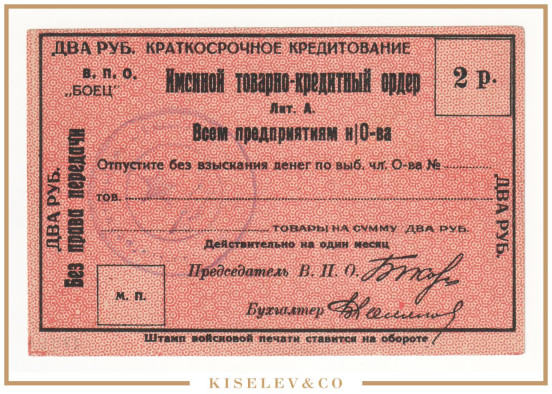 ДВА РУБ. КРАТКОСРОЧНОЕ КРЕДИТОВАНИЕ
В. П. О.
„БОЕЦ"
Именной товарно-кредитный ордер
2 р.
Лит. А.
Всем предприятиям н|О-ва
Отпустите без взыскания денег по выб. чл. О-ва №
тов.
ТОВАРЫ НА СУММУ ДВА РУБ.
Действительно на один месяц
Председатель В. П. О.
М. П.
Бухгалтер
Штамп войсковой печати ставится на обороте
ДВА РУБ.
Без права передачи
ДВА РУБ.
KISELEV&CO